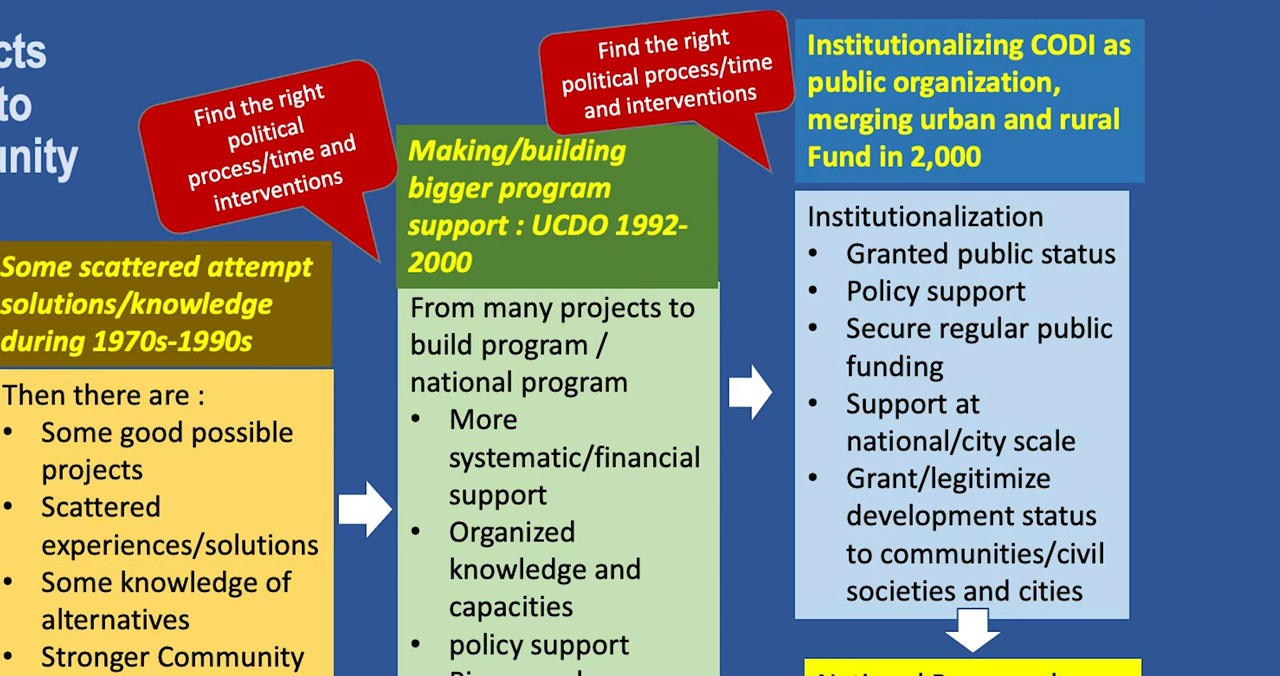 cts
to
unity
Find the right
political
process/time and
interventions
Find the right
political process/time
and interventions
Some scattered attempt
solutions/knowledge
during 1970s-1990s
Then there are :
• Some good possible
projects
• Scattered
experiences/solutions
• Some knowledge of
alternatives
• Stronger Community
Making/building
bigger program
support : UCDO 1992-
2000
From many projects to
build program /
national program
• More
systematic/financial
support
• Organized
knowledge and
capacities
• policy support
Institutionalizing CODI as
public organization,
merging urban and rural
Fund in 2,000
Institutionalization
• Granted public status
• Policy support
• Secure regular public
funding
• Support at
national/city scale
• Grant/legitimize
development status
to communities/civil
societies and cities